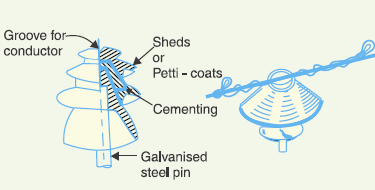 Groove for
conductor
Sheds
or
Petti - coats
Cementing
Galvanised
steel pin